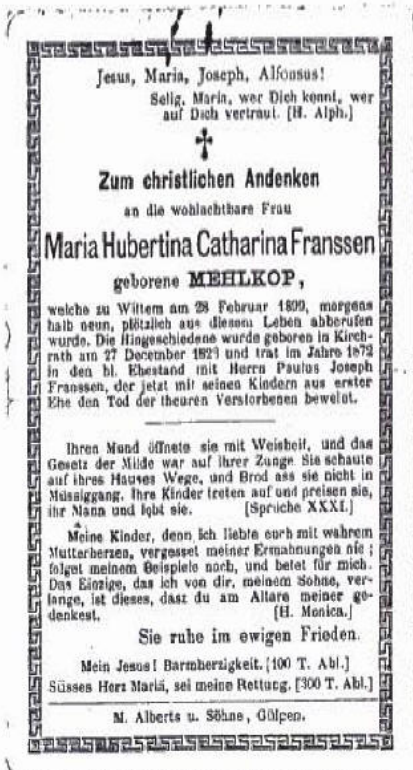 Jesus, Maria, Joseph, Alfonsus!
Selig, Maria, wer Dich kennt, wer
auf Dich vertraut. [H. Alph.]
Zum christlichen Andenken
an die wohlachtbare Frau
Maria Hubertina Catharina Franssen
geborene MEHLKOP,
welche zu Wittem am 28 Februar 1899, morgens
halb neun, plötzlich aus diesem Leben abberufen
wurde. Die Hingeschiedene wurde geboren in Kirch-
rath am 27 December 1823 und trat im Jahre 1872
in den hl. Ehestand mit Herrn Paulus Joseph
Franssen, der jetzt mit seinen Kindern aus erster
Ehe den Tod der theuren Verstorbenen beweint.
Ihren Mund öffnete sie mit Weisheit, und das
Gesetz der Milde war auf ihrer Zunge. Sie schaute
auf ihres Hauses Wege, und Brod ass sie nicht in
Müssiggang. Ihre Kinder treten auf und preisen sie,
ihr Mann und lobt sie. [Sprüche XXXI.]
Meine Kinder, denn ich liebte euch mit wahrem
Mutterherzen, vergesset meiner Ermahnungen nie;
folget meinem Beispiele nach, und betet für mich.
Das Einzige, das ich von dir, meinem Sohne, ver-
lange, ist dieses, dasz du am Altare meiner ge-
denkest. [H. Monica.]
Sie ruhe im ewigen Frieden.
Mein Jesus! Barmherzigkeit. [100 T. Abl.]
Süsses Herz Mariä, sei meine Rettung. [300 T. Abl.]
M. Alberts u. Söhne, Gülpen.